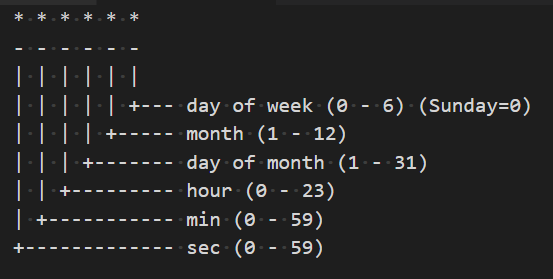 * * * * * *
- - - - - -
| | | | | |
| | | | | +--- day of week (0 - 6) (Sunday=0)
| | | | +----- month (1 - 12)
| | | +------- day of month (1 - 31)
| | +--------- hour (0 - 23)
| +----------- min (0 - 59)
+------------- sec (0 - 59)